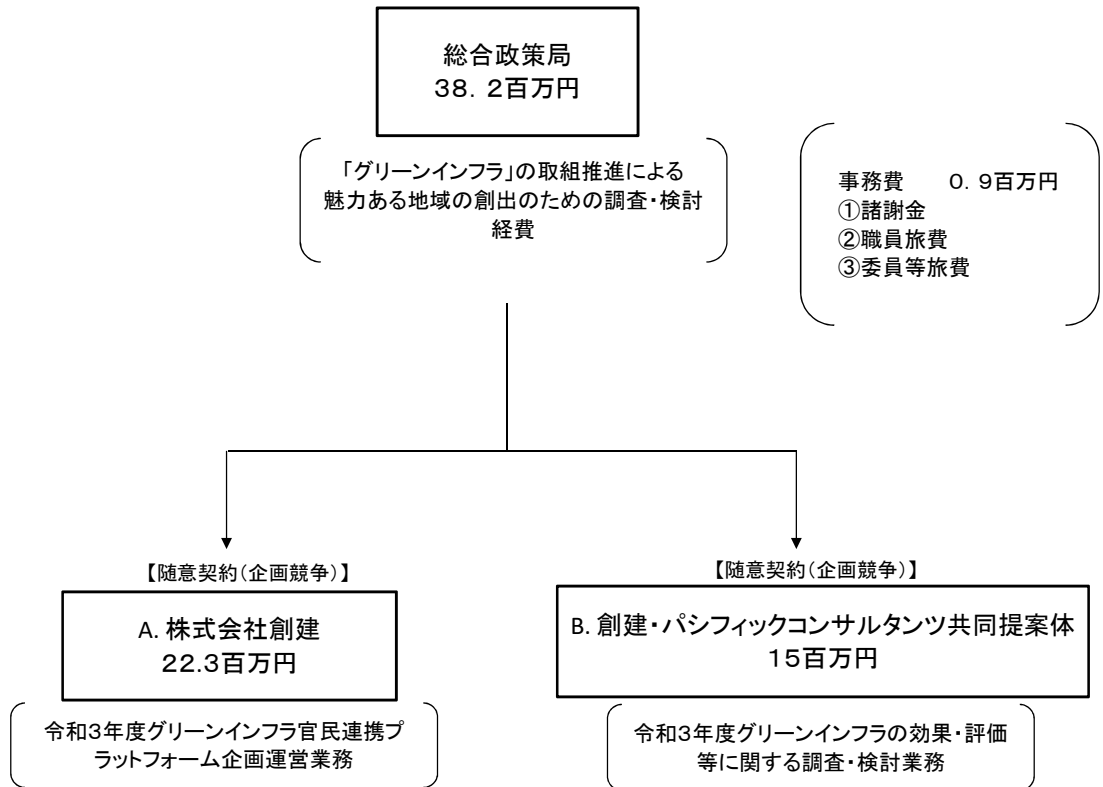 総合政策局
38．2百万円
「グリーンインフラ」の取組推進による
魅力ある地域の創出のための調査・検討
経費
事務費　　0．9百万円
①諸謝金
②職員旅費
③委員等旅費
【随意契約（企画競争）】
A. 株式会社創建
22.3百万円
令和3年度グリーンインフラ官民連携プ
ラットフォーム企画運営業務
【随意契約（企画競争）】
B. 創建・パシフィックコンサルタンツ共同提案体
15百万円
令和3年度グリーンインフラの効果・評価
等に関する調査・検討業務